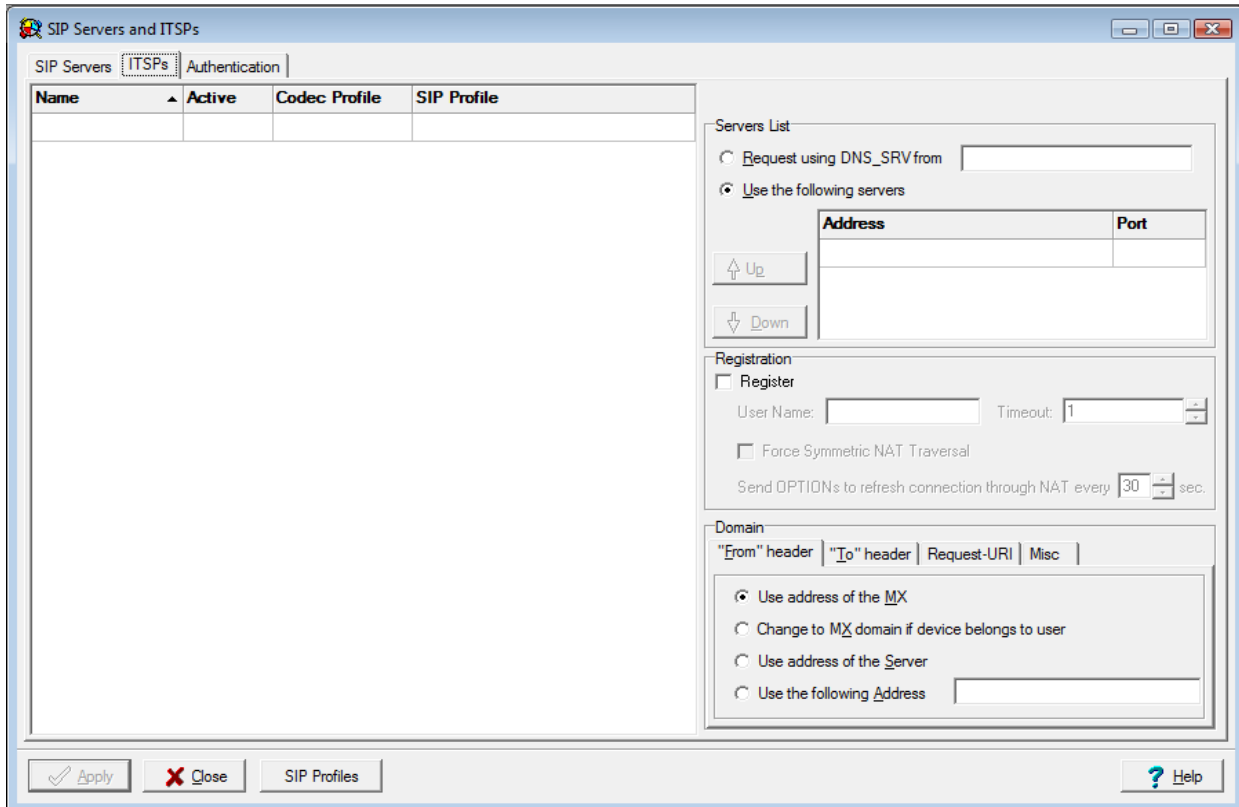 SIP Servers and ITSPs
SIP Servers ITSPs Authentication
Name Active Codec Profile SIP Profile
Servers List
Request using DNS_SRV from
Use the following servers
Address Port
Up
Down
Registration
Register
User Name: Timeout: 1
Force Symmetric NAT Traversal
Send OPTIONs to refresh connection through NAT every 30 sec.
Domain
"From" header "To" header Request-URI Misc
Use address of the MX
Change to MX domain if device belongs to user
Use address of the Server
Use the following Address
Apply Close SIP Profiles ? Help